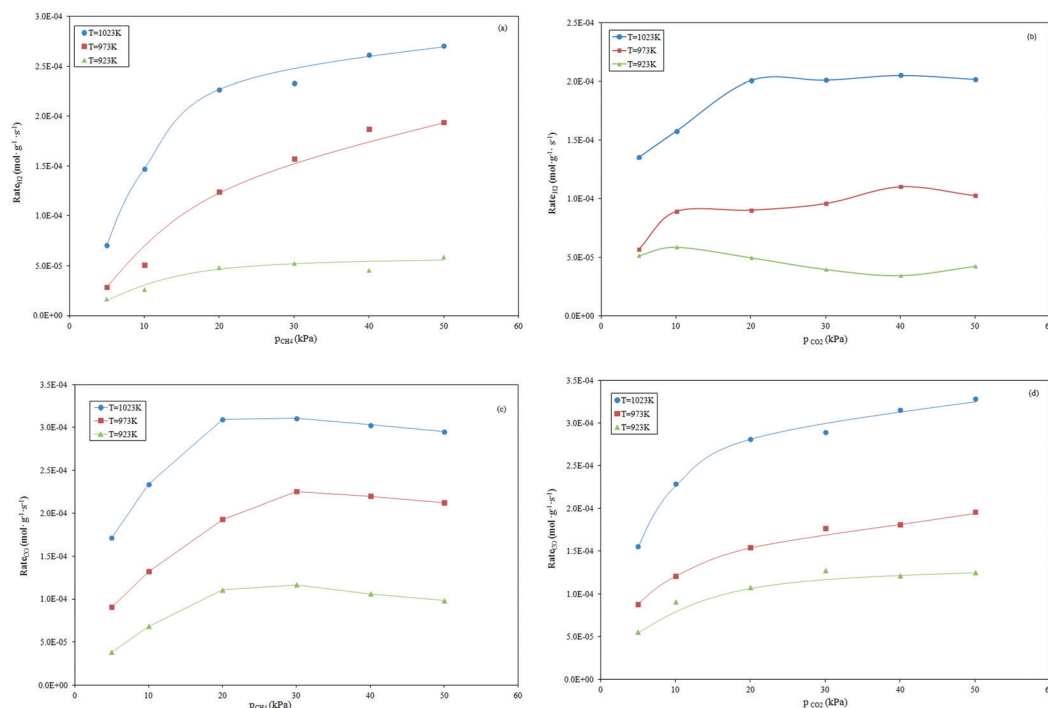 (a)
T=1023K
T=973K
T=923K
Rate_H2 (mol·g⁻¹·s⁻¹)
3.0E-04
2.5E-04
2.0E-04
1.5E-04
1.0E-04
5.0E-05
0.0E+00
0 10 20 30 40 50 60
p_CH4 (kPa)
(b)
T=1023K
T=973K
T=923K
Rate_H2 (mol·g⁻¹·s⁻¹)
2.5E-04
2.0E-04
1.5E-04
1.0E-04
5.0E-05
0.0E+00
0 10 20 30 40 50 60
p CO2 (kPa)
(c)
T=1023K
T=973K
T=923K
Rate_CO (mol·g⁻¹·s⁻¹)
3.5E-04
3.0E-04
2.5E-04
2.0E-04
1.5E-04
1.0E-04
5.0E-05
0.0E+00
0 10 20 30 40 50 60
p_CH4 (kPa)
(d)
T=1023K
T=973K
T=923K
Rate_CO (mol·g⁻¹·s⁻¹)
3.5E-04
3.0E-04
2.5E-04
2.0E-04
1.5E-04
1.0E-04
5.0E-05
0.0E+00
0 10 20 30 40 50 60
p CO2 (kPa)